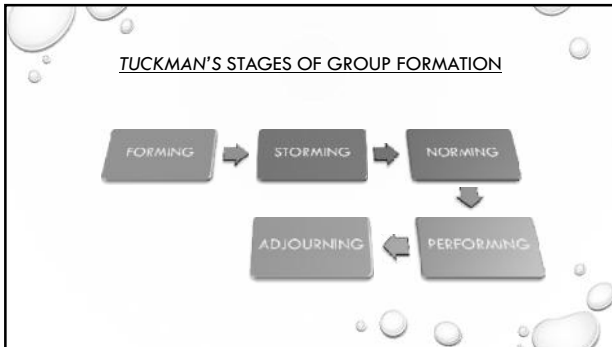 TUCKMAN'S STAGES OF GROUP FORMATION
FORMING
STORMING
NORMING
PERFORMING
ADJOURNING